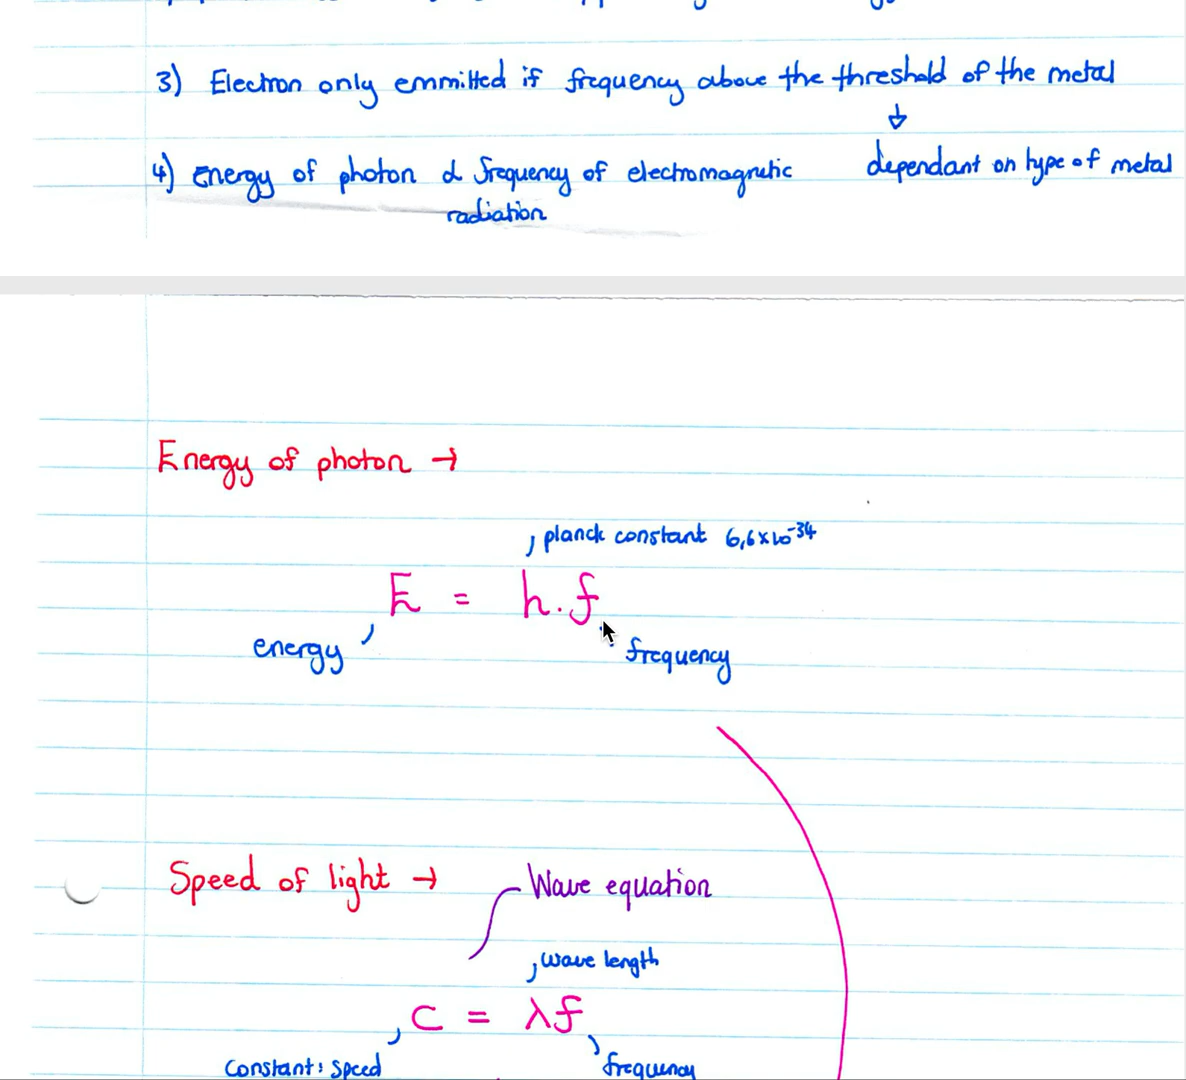 3) Electron only emmitted if frequency above the threshold of the metal
↓
dependant on type of metal
4) Energy of photon α frequency of electromagnetic
radiation
Energy of photon →
planck constant 6,6x10⁻³⁴
E = h.f
energy
frequency
Speed of light →
Wave equation
wave length
c = λf
Constant: speed
frequency